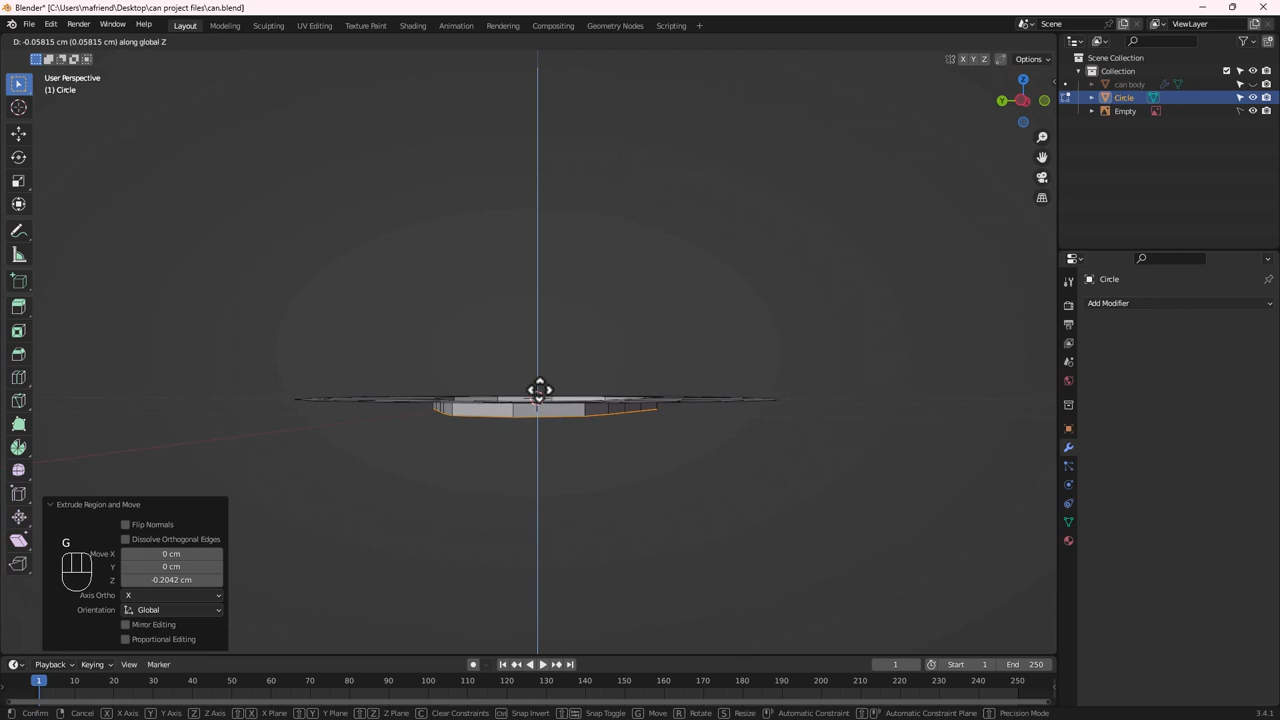 Blender* [C:\Users\mafriend\Desktop\can project files\can.blend]
File Edit Render Window Help Layout Modeling Sculpting UV Editing Texture Paint Shading Animation Rendering Compositing Geometry Nodes Scripting + Scene ViewLayer
D: -0.05815 cm (0.05815 cm) along global Z
X Y Z Options
User Perspective
(1) Circle
Scene Collection
Collection
can body
Circle
Empty
Z
Y
Circle
Add Modifier
Extrude Region and Move
Flip Normals
Dissolve Orthogonal Edges
G
Move X 0 cm
Y 0 cm
Z -0.2042 cm
Axis Ortho X
Orientation Global
Mirror Editing
Proportional Editing
Playback Keying View Marker 1 Start 1 End 250
1 10 20 30 40 50 60 70 80 90 100 110 120 130 140 150 160 170 180 190 200 210 220 230 240 250
Confirm Cancel X X Axis Y Y Axis Z Z Axis X X Plane Y Y Plane Z Z Plane C Clear Constraints Ctrl Snap Invert Snap Toggle G Move R Rotate S Resize Automatic Constraint Automatic Constraint Plane Precision Mode 3.4.1